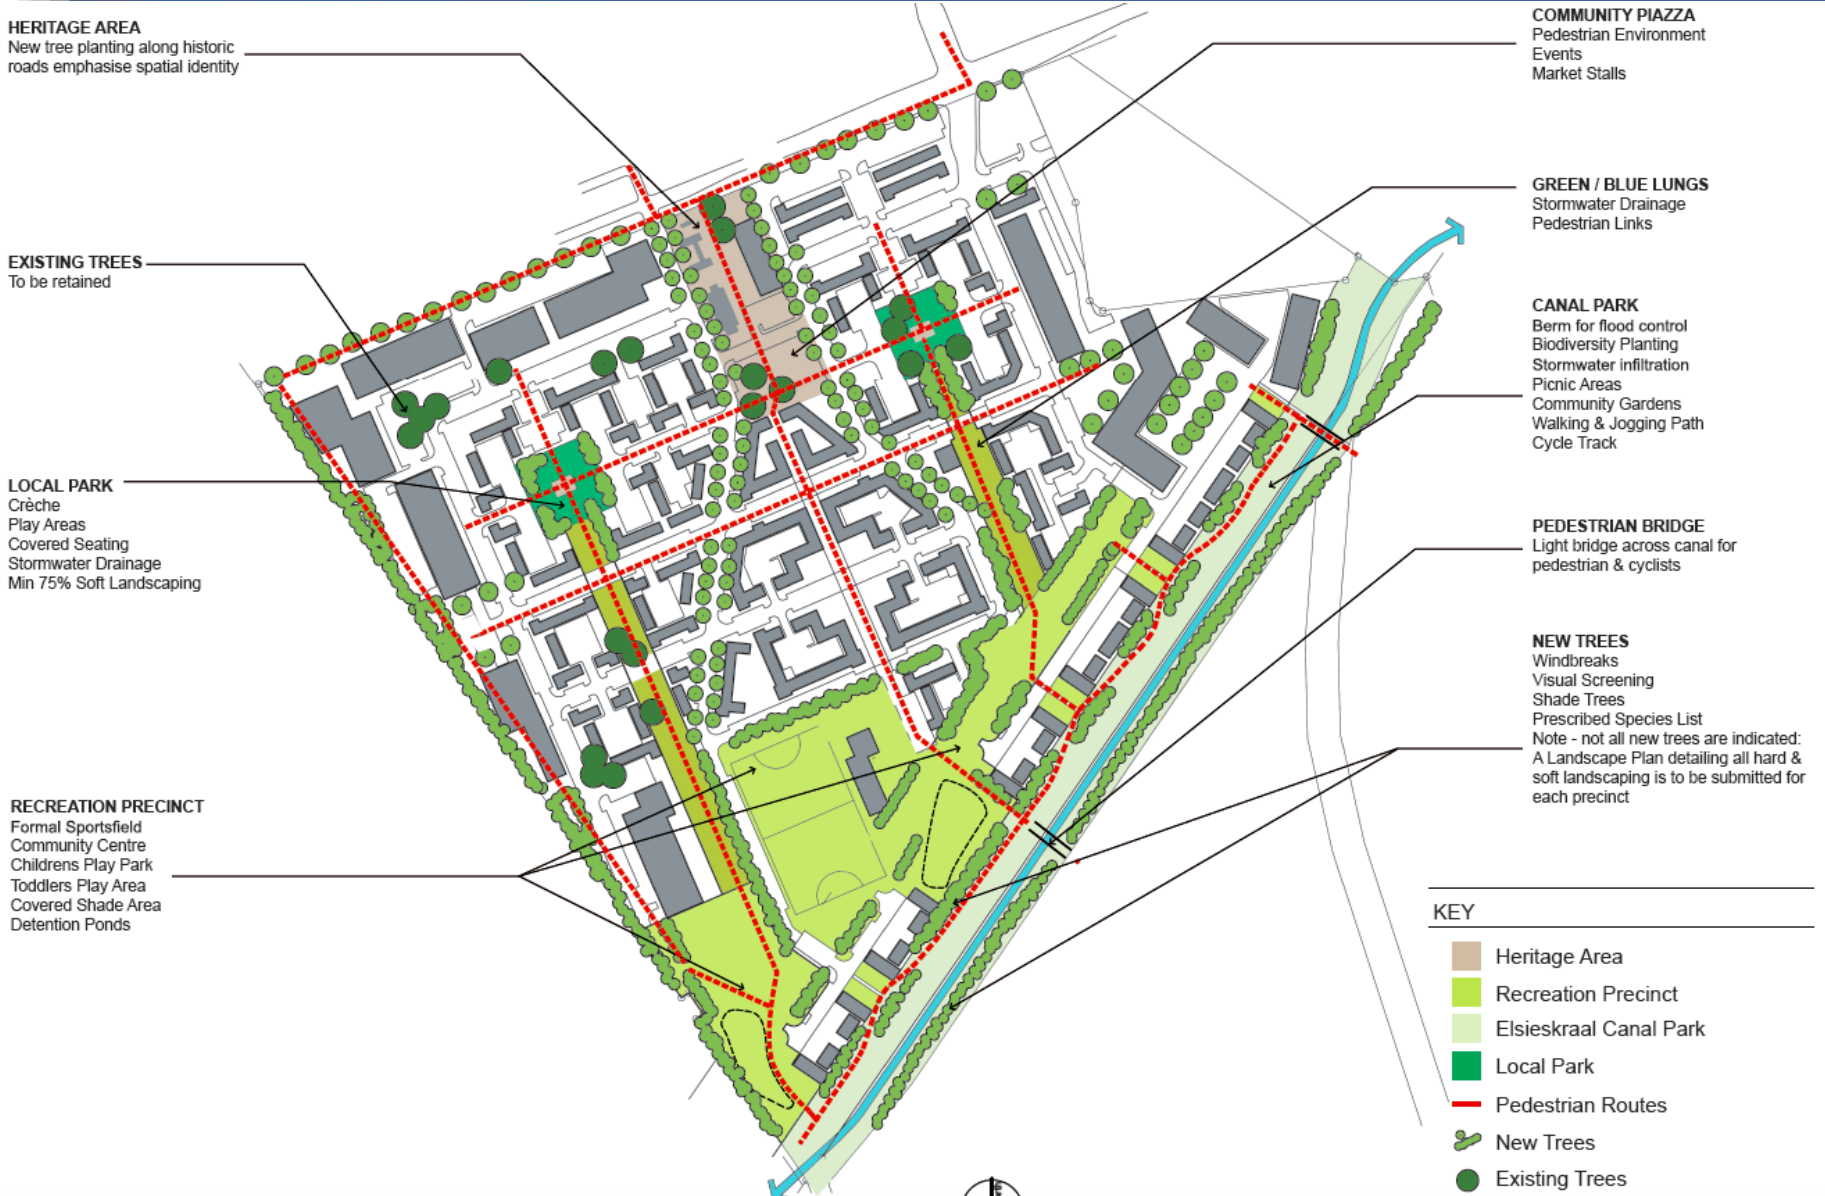 HERITAGE AREA
New tree planting along historic
roads emphasise spatial identity
EXISTING TREES
To be retained
LOCAL PARK
Crèche
Play Areas
Covered Seating
Stormwater Drainage
Min 75% Soft Landscaping
RECREATION PRECINCT
Formal Sportsfield
Community Centre
Childrens Play Park
Toddlers Play Area
Covered Shade Area
Detention Ponds
COMMUNITY PIAZZA
Pedestrian Environment
Events
Market Stalls
GREEN / BLUE LUNGS
Stormwater Drainage
Pedestrian Links
CANAL PARK
Berm for flood control
Biodiversity Planting
Stormwater infiltration
Picnic Areas
Community Gardens
Walking & Jogging Path
Cycle Track
PEDESTRIAN BRIDGE
Light bridge across canal for
pedestrian & cyclists
NEW TREES
Windbreaks
Visual Screening
Shade Trees
Prescribed Species List
Note - not all new trees are indicated:
A Landscape Plan detailing all hard &
soft landscaping is to be submitted for
each precinct
KEY
Heritage Area
Recreation Precinct
Elsieskraal Canal Park
Local Park
Pedestrian Routes
New Trees
Existing Trees